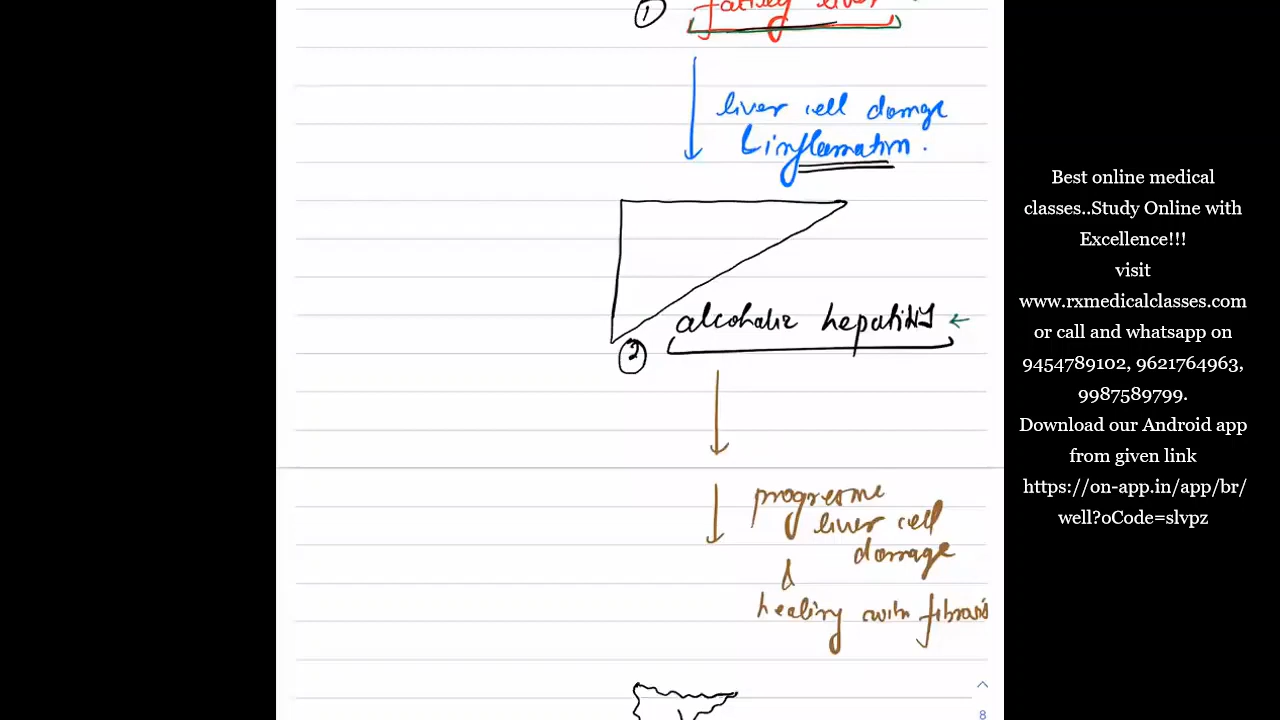 ① fatty liver
liver cell damage
& inflammation.
alcoholic hepatitis ←
②
progressive
liver cell
damage
&
healing with fibrosis
8
Best online medical
classes..Study Online with
Excellence!!!
visit
www.rxmedicalclasses.com
or call and whatsapp on
9454789102, 9621764963,
9987589799.
Download our Android app
from given link
https://on-app.in/app/br/
well?oCode=slvpz